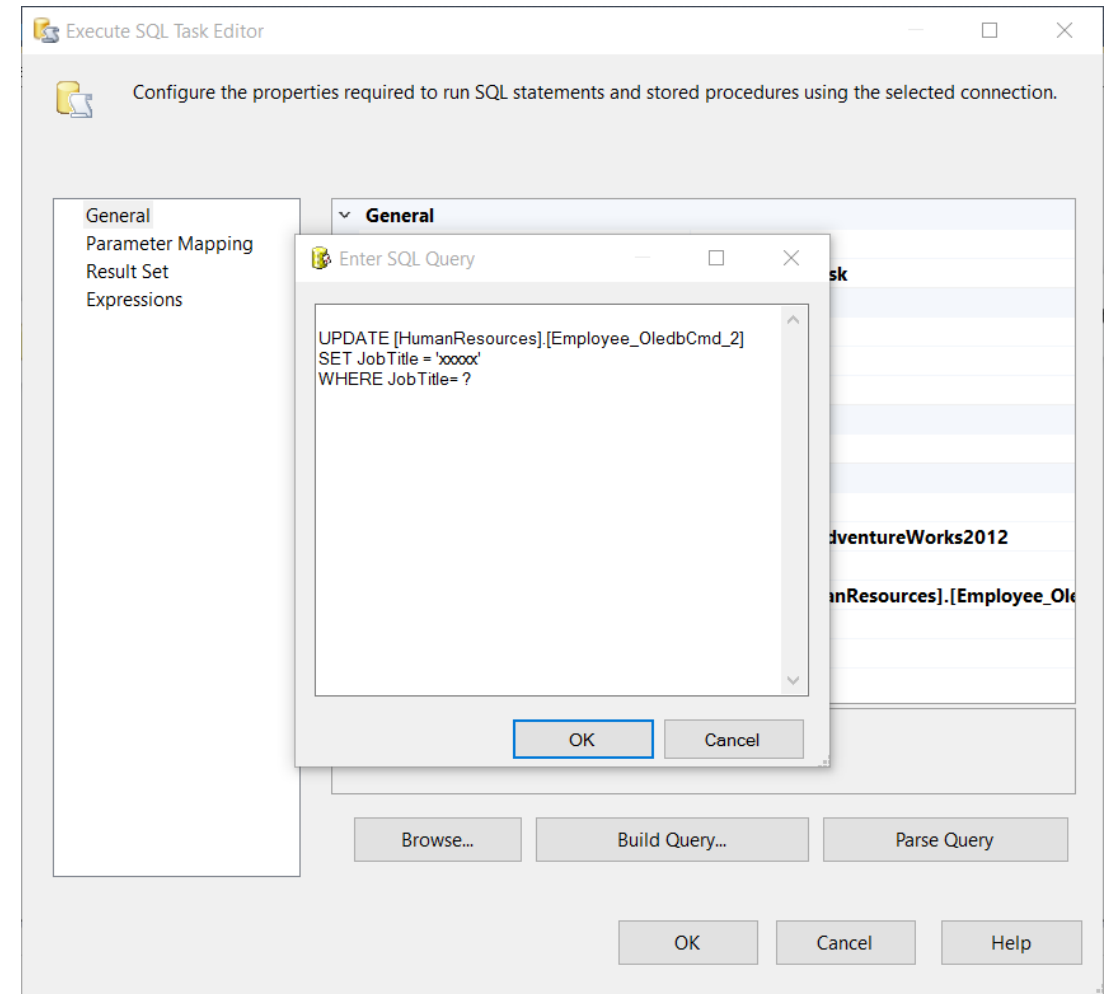 Execute SQL Task Editor
Configure the properties required to run SQL statements and stored procedures using the selected connection.
General
Parameter Mapping
Result Set
Expressions
General
sk
dventureWorks2012
anResources].[Employee_Ole
Enter SQL Query
UPDATE [HumanResources].[Employee_OledbCmd_2]
SET JobTitle = 'xxxxx'
WHERE JobTitle= ?
OK
Cancel
Browse...
Build Query...
Parse Query
OK
Cancel
Help